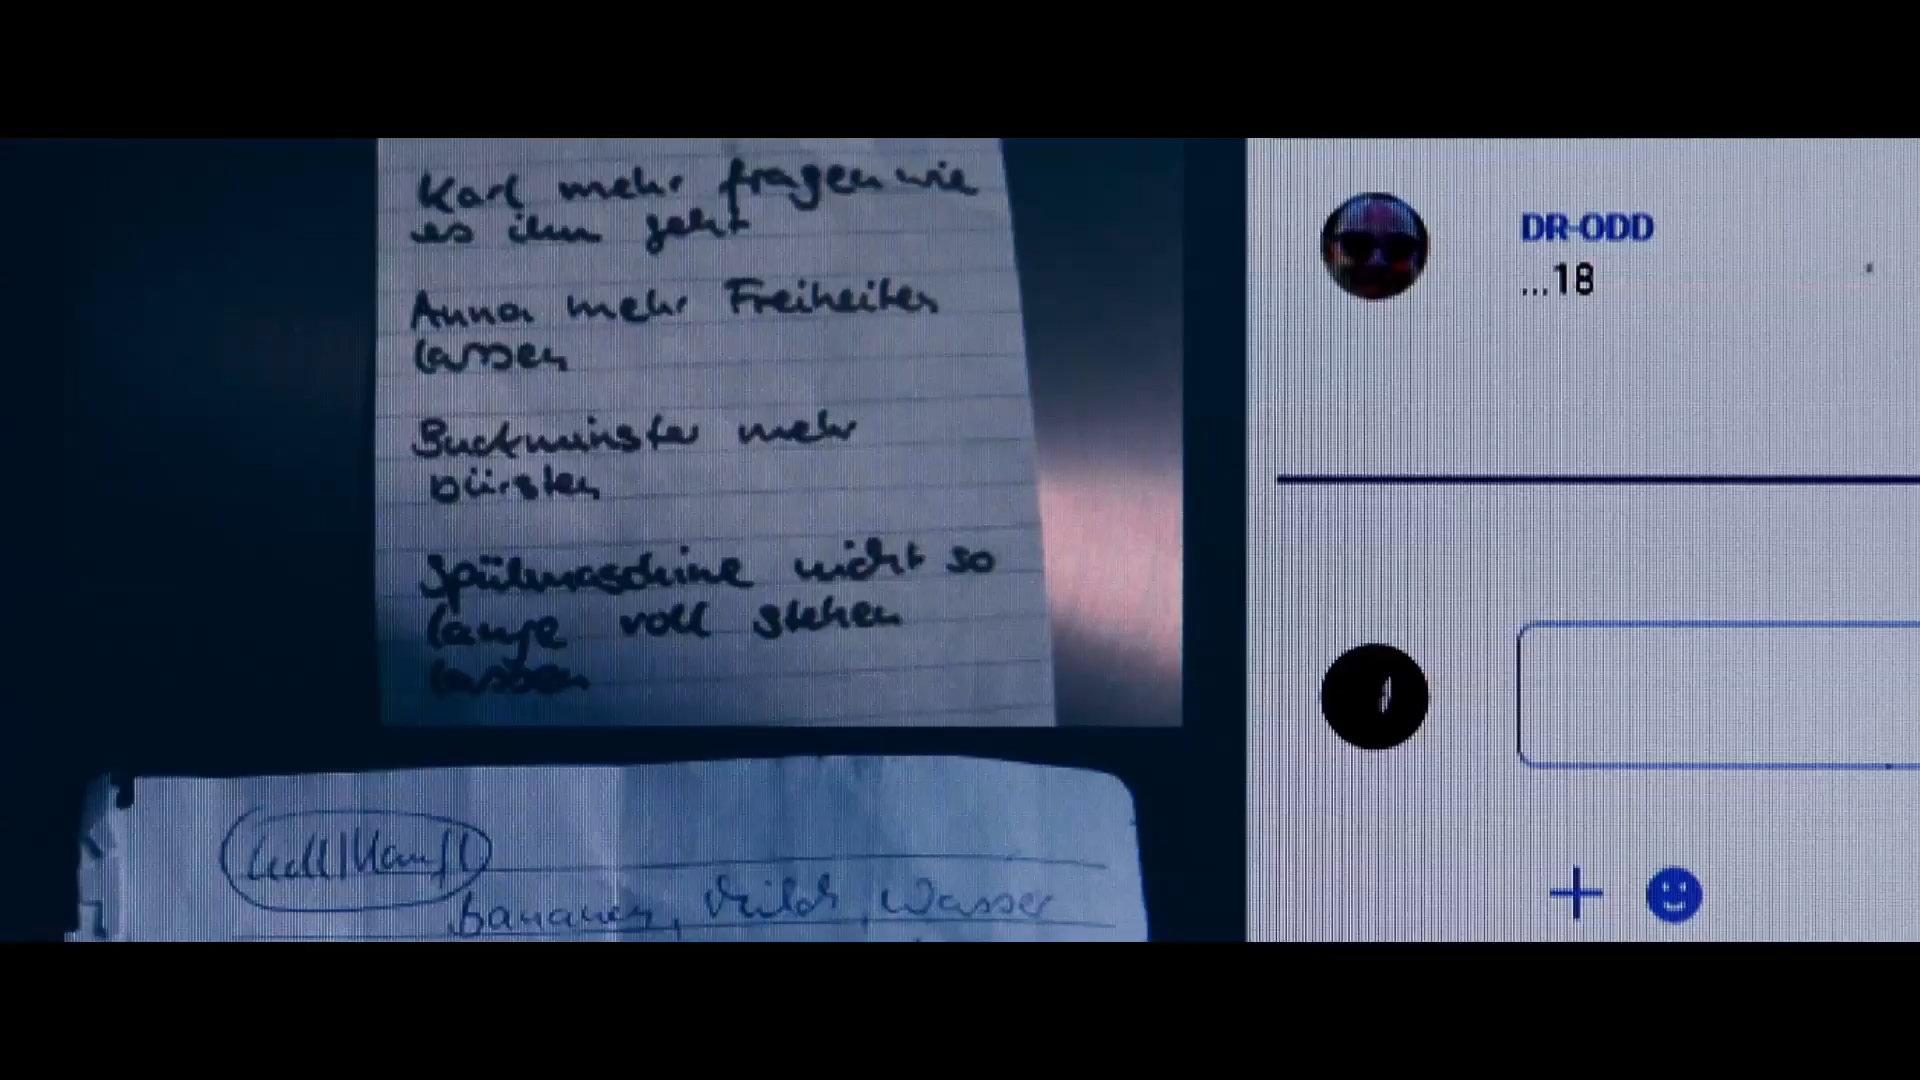 Karl mehr fragen wie
es ihm geht
Anna mehr Freiheiten
lassen
Buckminster mehr
bürsten
Spülmaschine nicht so
lange voll stehen
lassen
bananen, Milch, Wasser
DR-ODD
...18